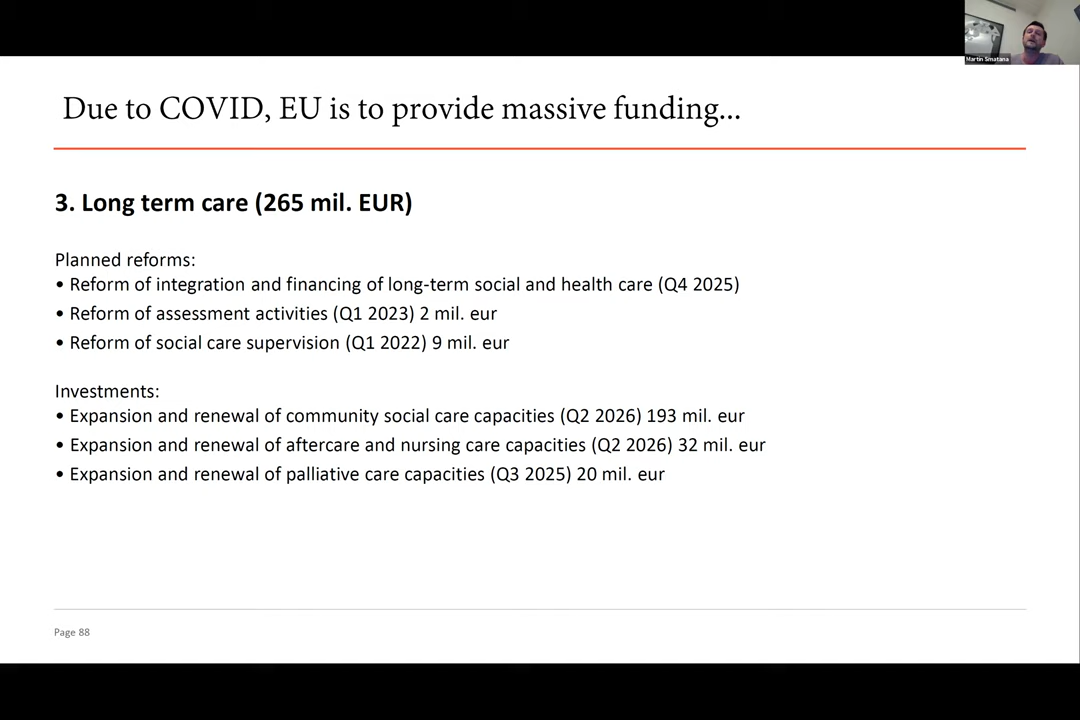 Martin Smatana
Due to COVID, EU is to provide massive funding...
3. Long term care (265 mil. EUR)
Planned reforms:
• Reform of integration and financing of long-term social and health care (Q4 2025)
• Reform of assessment activities (Q1 2023) 2 mil. eur
• Reform of social care supervision (Q1 2022) 9 mil. eur
Investments:
• Expansion and renewal of community social care capacities (Q2 2026) 193 mil. eur
• Expansion and renewal of aftercare and nursing care capacities (Q2 2026) 32 mil. eur
• Expansion and renewal of palliative care capacities (Q3 2025) 20 mil. eur
Page 88